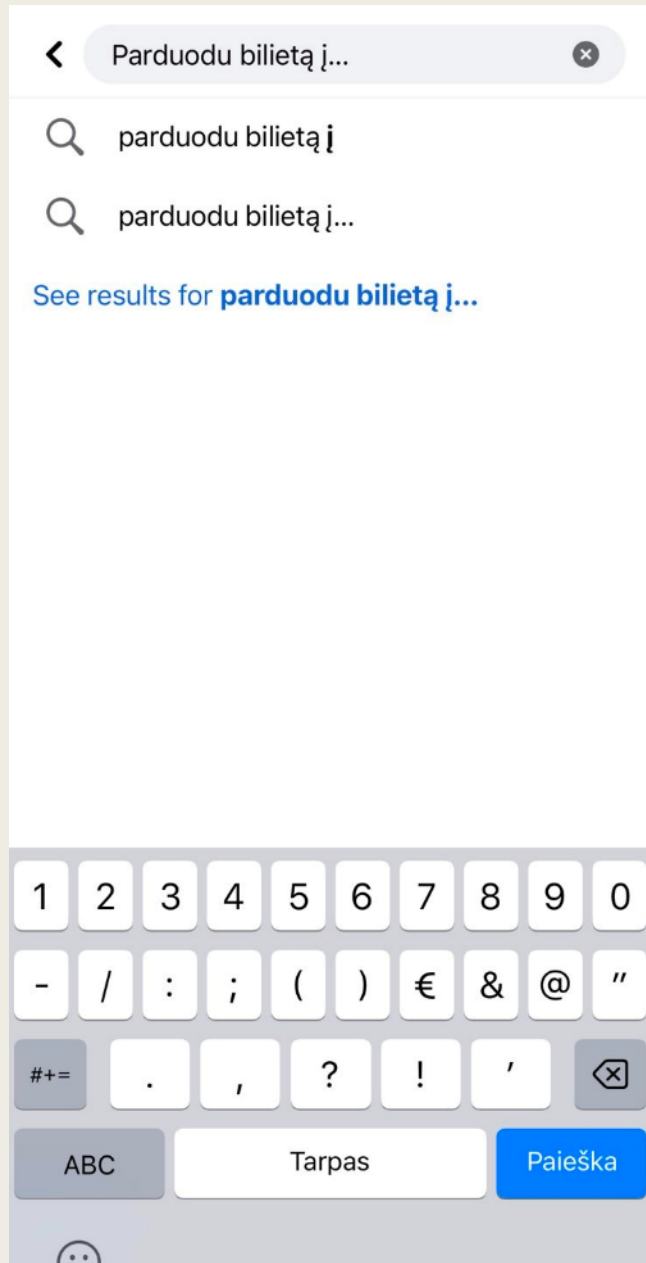 Parduodu bilietą į...
parduodu bilietą į
parduodu bilietą į...
See results for parduodu bilietą į...
1 2 3 4 5 6 7 8 9 0
- / : ; ( ) € & @ "
#+= . , ? ! '
ABC Tarpas Paieška